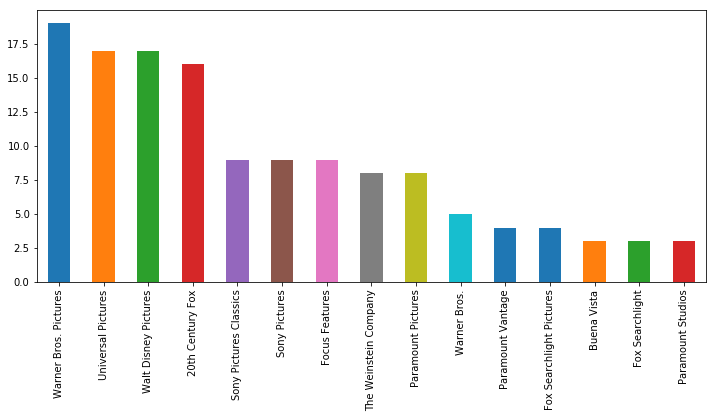 17.5
15.0
12.5
10.0
7.5
5.0
2.5
0.0
Warner Bros. Pictures
Universal Pictures
Walt Disney Pictures
20th Century Fox
Sony Pictures Classics
Sony Pictures
Focus Features
The Weinstein Company
Paramount Pictures
Warner Bros.
Paramount Vantage
Fox Searchlight Pictures
Buena Vista
Fox Searchlight
Paramount Studios